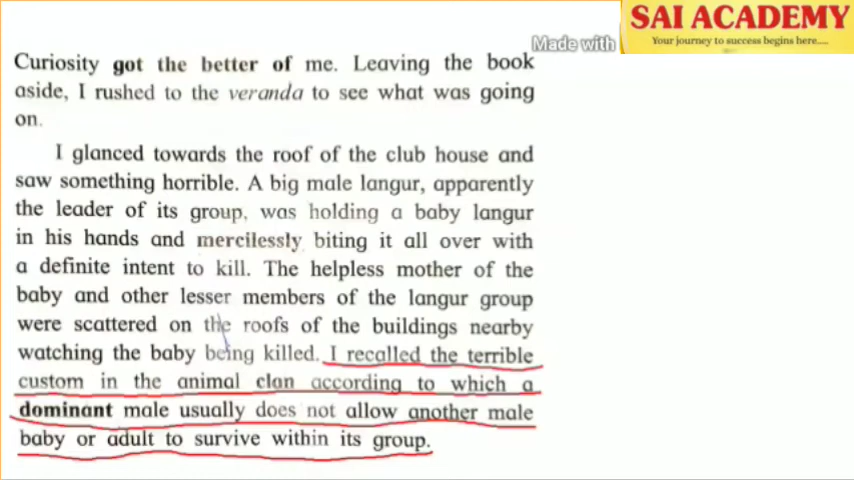 Made with
SAI ACADEMY
Your journey to success begins here....
Curiosity got the better of me. Leaving the book
aside, I rushed to the veranda to see what was going
on.
I glanced towards the roof of the club house and
saw something horrible. A big male langur, apparently
the leader of its group, was holding a baby langur
in his hands and mercilessly biting it all over with
a definite intent to kill. The helpless mother of the
baby and other lesser members of the langur group
were scattered on the roofs of the buildings nearby
watching the baby being killed. I recalled the terrible
custom in the animal clan according to which a
dominant male usually does not allow another male
baby or adult to survive within its group.